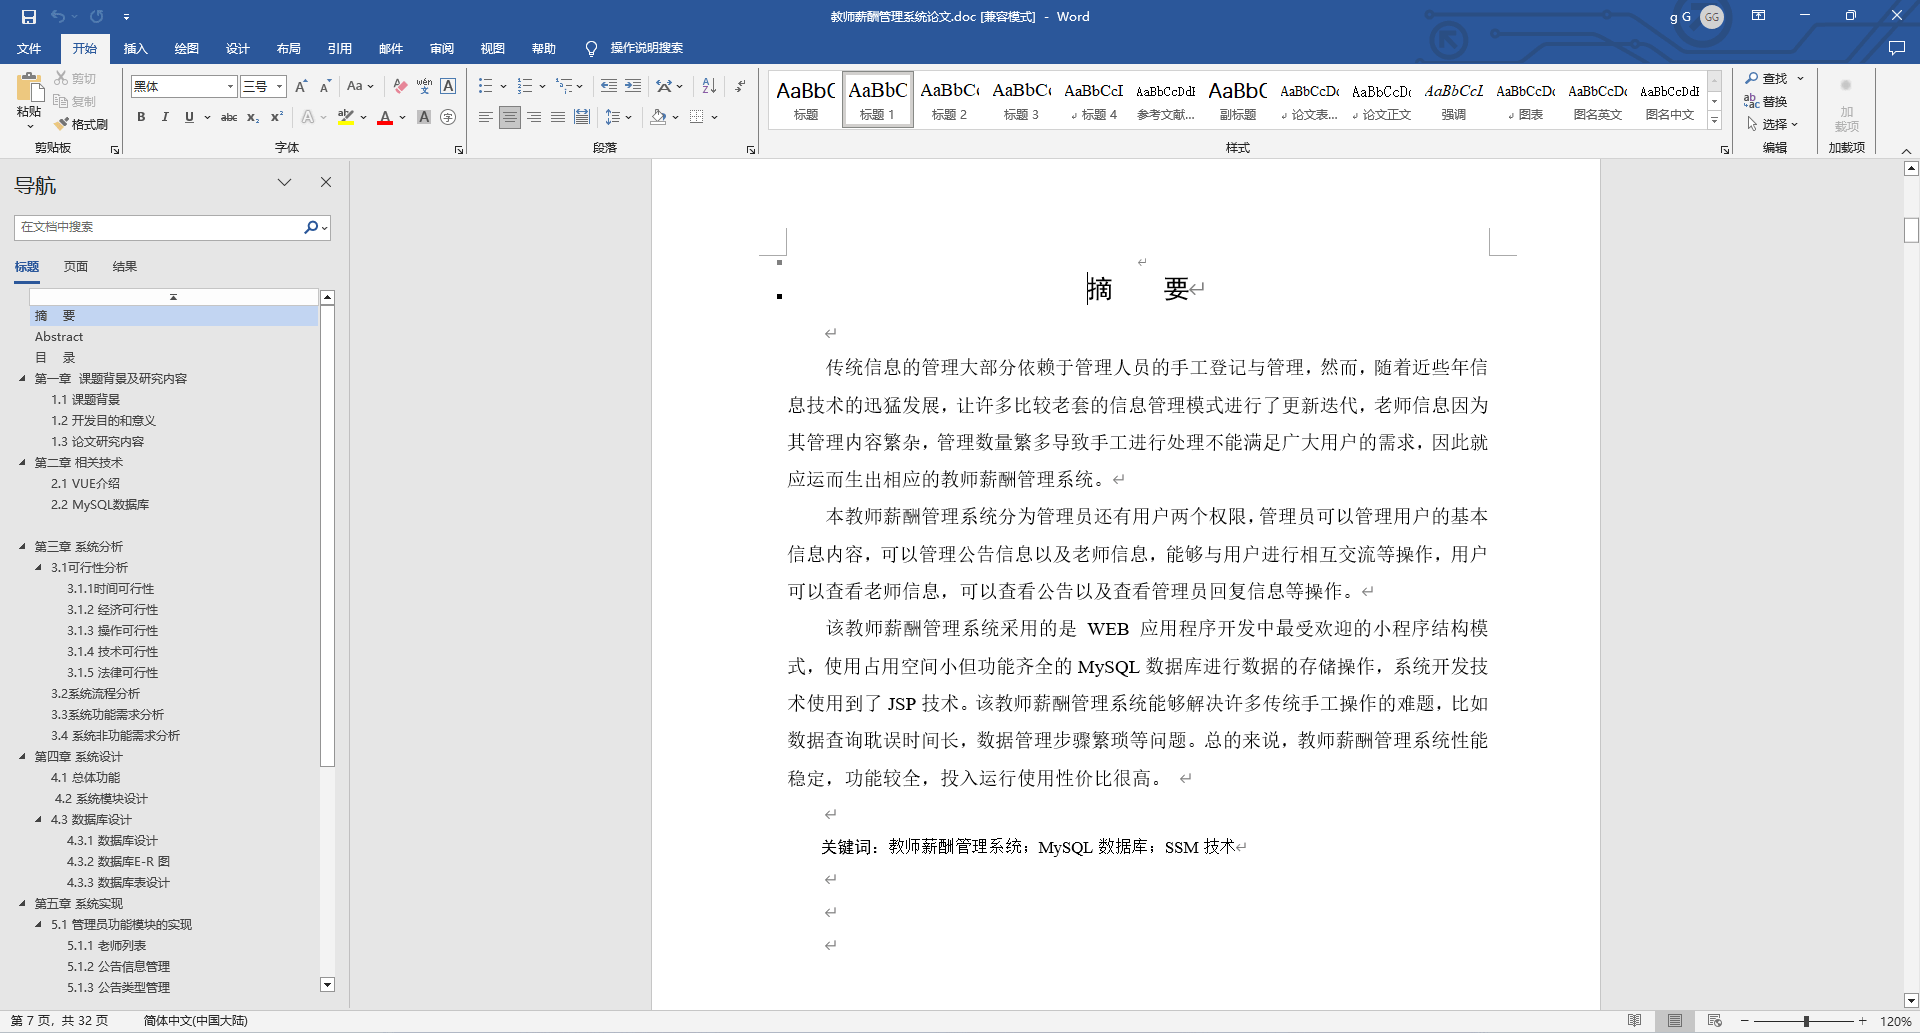 教师薪酬管理系统论文.doc [兼容模式] - Word
g G GG
文件 开始 插入 绘图 设计 布局 引用 邮件 审阅 视图 帮助 操作说明搜索
粘贴 剪切 复制 格式刷 剪贴板
黑体 三号 字体
段落
AaBbC AaBbC AaBbC AaBbC AaBbCcI AaBbCcDdI AaBbC AaBbCcDc AaBbCcDc AaBbCcL AaBbCcDc AaBbCcDc AaBbCcDdI
标题 标题 1 标题 2 标题 3 标题 4 参考文献... 副标题 论文表... 论文正文 强调 图表 图名英文 图名中文
样式
查找 替换 选择 编辑
加载项 加载项
导航
在文档中搜索
标题 页面 结果
摘 要
Abstract
目 录
第一章 课题背景及研究内容
1.1 课题背景
1.2 开发目的和意义
1.3 论文研究内容
第二章 相关技术
2.1 VUE介绍
2.2 MySQL数据库
第三章 系统分析
3.1可行性分析
3.1.1时间可行性
3.1.2 经济可行性
3.1.3 操作可行性
3.1.4 技术可行性
3.1.5 法律可行性
3.2系统流程分析
3.3系统功能需求分析
3.4 系统非功能需求分析
第四章 系统设计
4.1 总体功能
4.2 系统模块设计
4.3 数据库设计
4.3.1 数据库设计
4.3.2 数据库E-R 图
4.3.3 数据库表设计
第五章 系统实现
5.1 管理员功能模块的实现
5.1.1 老师列表
5.1.2 公告信息管理
5.1.3 公告类型管理
摘 要
传统信息的管理大部分依赖于管理人员的手工登记与管理，然而，随着近些年信
息技术的迅猛发展，让许多比较老套的信息管理模式进行了更新迭代，老师信息因为
其管理内容繁杂，管理数量繁多导致手工进行处理不能满足广大用户的需求，因此就
应运而生出相应的教师薪酬管理系统。
本教师薪酬管理系统分为管理员还有用户两个权限，管理员可以管理用户的基本
信息内容，可以管理公告信息以及老师信息，能够与用户进行相互交流等操作，用户
可以查看老师信息，可以查看公告以及查看管理员回复信息等操作。
该教师薪酬管理系统采用的是 WEB 应用程序开发中最受欢迎的小程序结构模
式，使用占用空间小但功能齐全的 MySQL 数据库进行数据的存储操作，系统开发技
术使用到了 JSP 技术。该教师薪酬管理系统能够解决许多传统手工操作的难题，比如
数据查询耽误时间长，数据管理步骤繁琐等问题。总的来说，教师薪酬管理系统性能
稳定，功能较全，投入运行使用性价比很高。
关键词：教师薪酬管理系统；MySQL 数据库；SSM 技术
第 7 页，共 32 页 简体中文(中国大陆) 120%